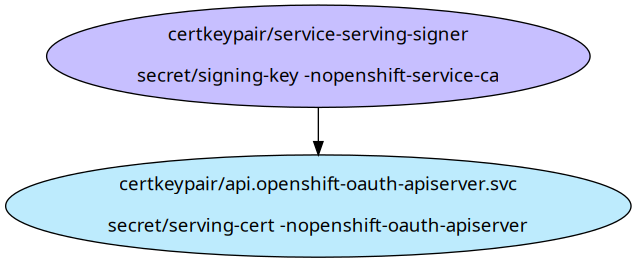 certkeypair/service-serving-signer
secret/signing-key -nopenshift-service-ca
certkeypair/api.openshift-oauth-apiserver.svc
secret/serving-cert -nopenshift-oauth-apiserver